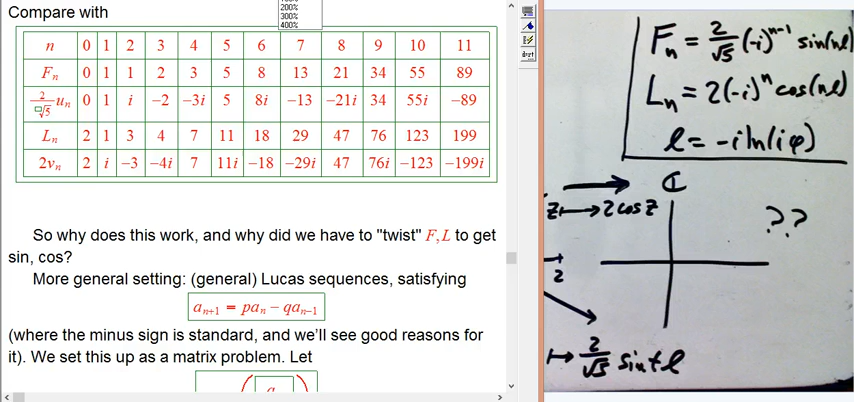 200%
300%
400%
Compare with
n 0 1 2 3 4 5 6 7 8 9 10 11
Fₙ 0 1 1 2 3 5 8 13 21 34 55 89
2/√5 uₙ 0 1 i −2 −3i 5 8i −13 −21i 34 55i −89
Lₙ 2 1 3 4 7 11 18 29 47 76 123 199
2vₙ 2 i −3 −4i 7 11i −18 −29i 47 76i −123 −199i
So why does this work, and why did we have to "twist" F, L to get
sin, cos?
More general setting: (general) Lucas sequences, satisfying
aₙ₊₁ = paₙ − qaₙ₋₁
(where the minus sign is standard, and we'll see good reasons for
it). We set this up as a matrix problem. Let
Fₙ = 2/√5 (-i)ⁿ⁻¹ sin(nl)
Lₙ = 2(-i)ⁿ cos(nl)
l = -i ln(iφ)
ℂ
z ↦ 2cos z
??
2
↦ 2/√5 sin tl